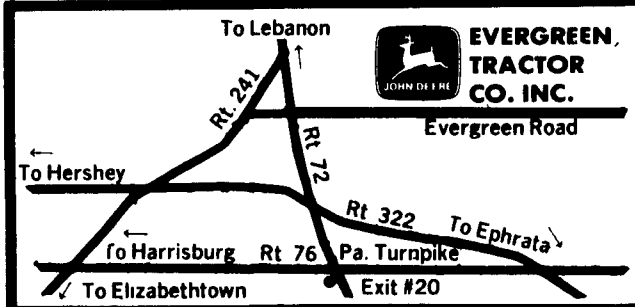 To Lebanon
EVERGREEN
TRACTOR
CO. INC.
JOHN DEERE
Evergreen Road
Rt. 241
Rt 72
To Hershey
Rt 322
To Ephrata
To Harrisburg Rt 76 Pa. Turnpike
To Elizabethtown
Exit #20